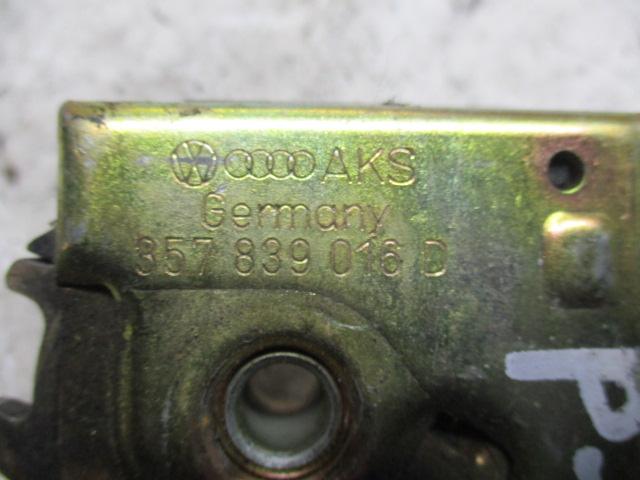 AKS
Germany
357 839 016 D
P.